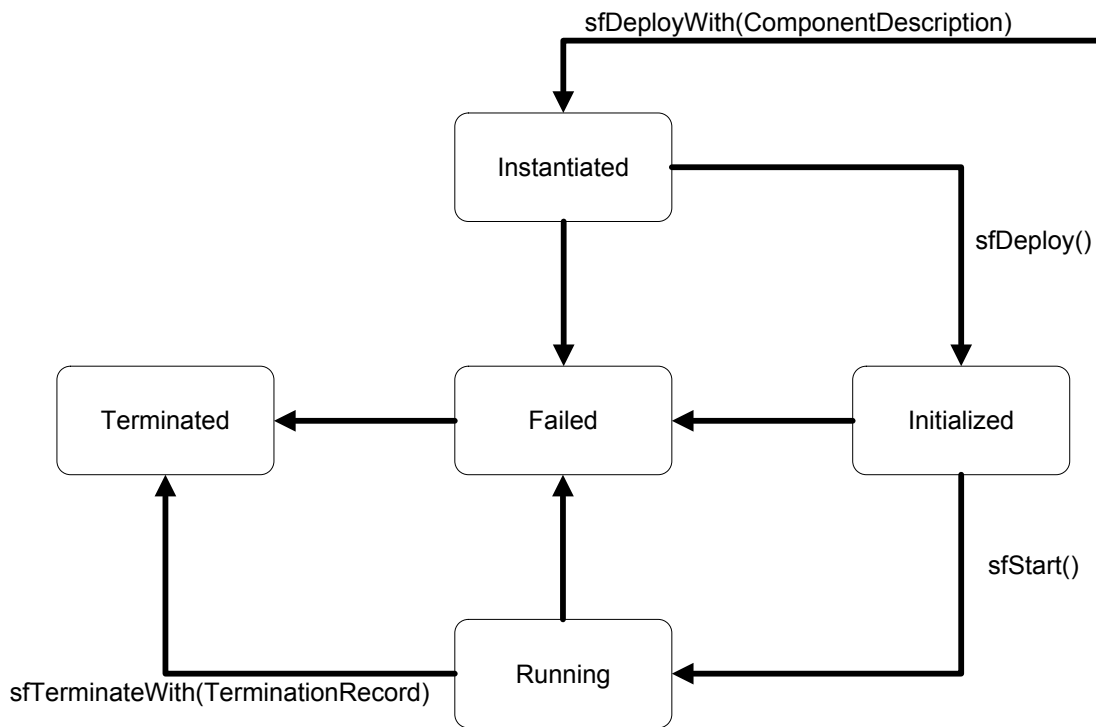 sfDeployWith(ComponentDescription)
Instantiated
sfDeploy()
Terminated
Failed
Initialized
sfStart()
Running
sfTerminateWith(TerminationRecord)